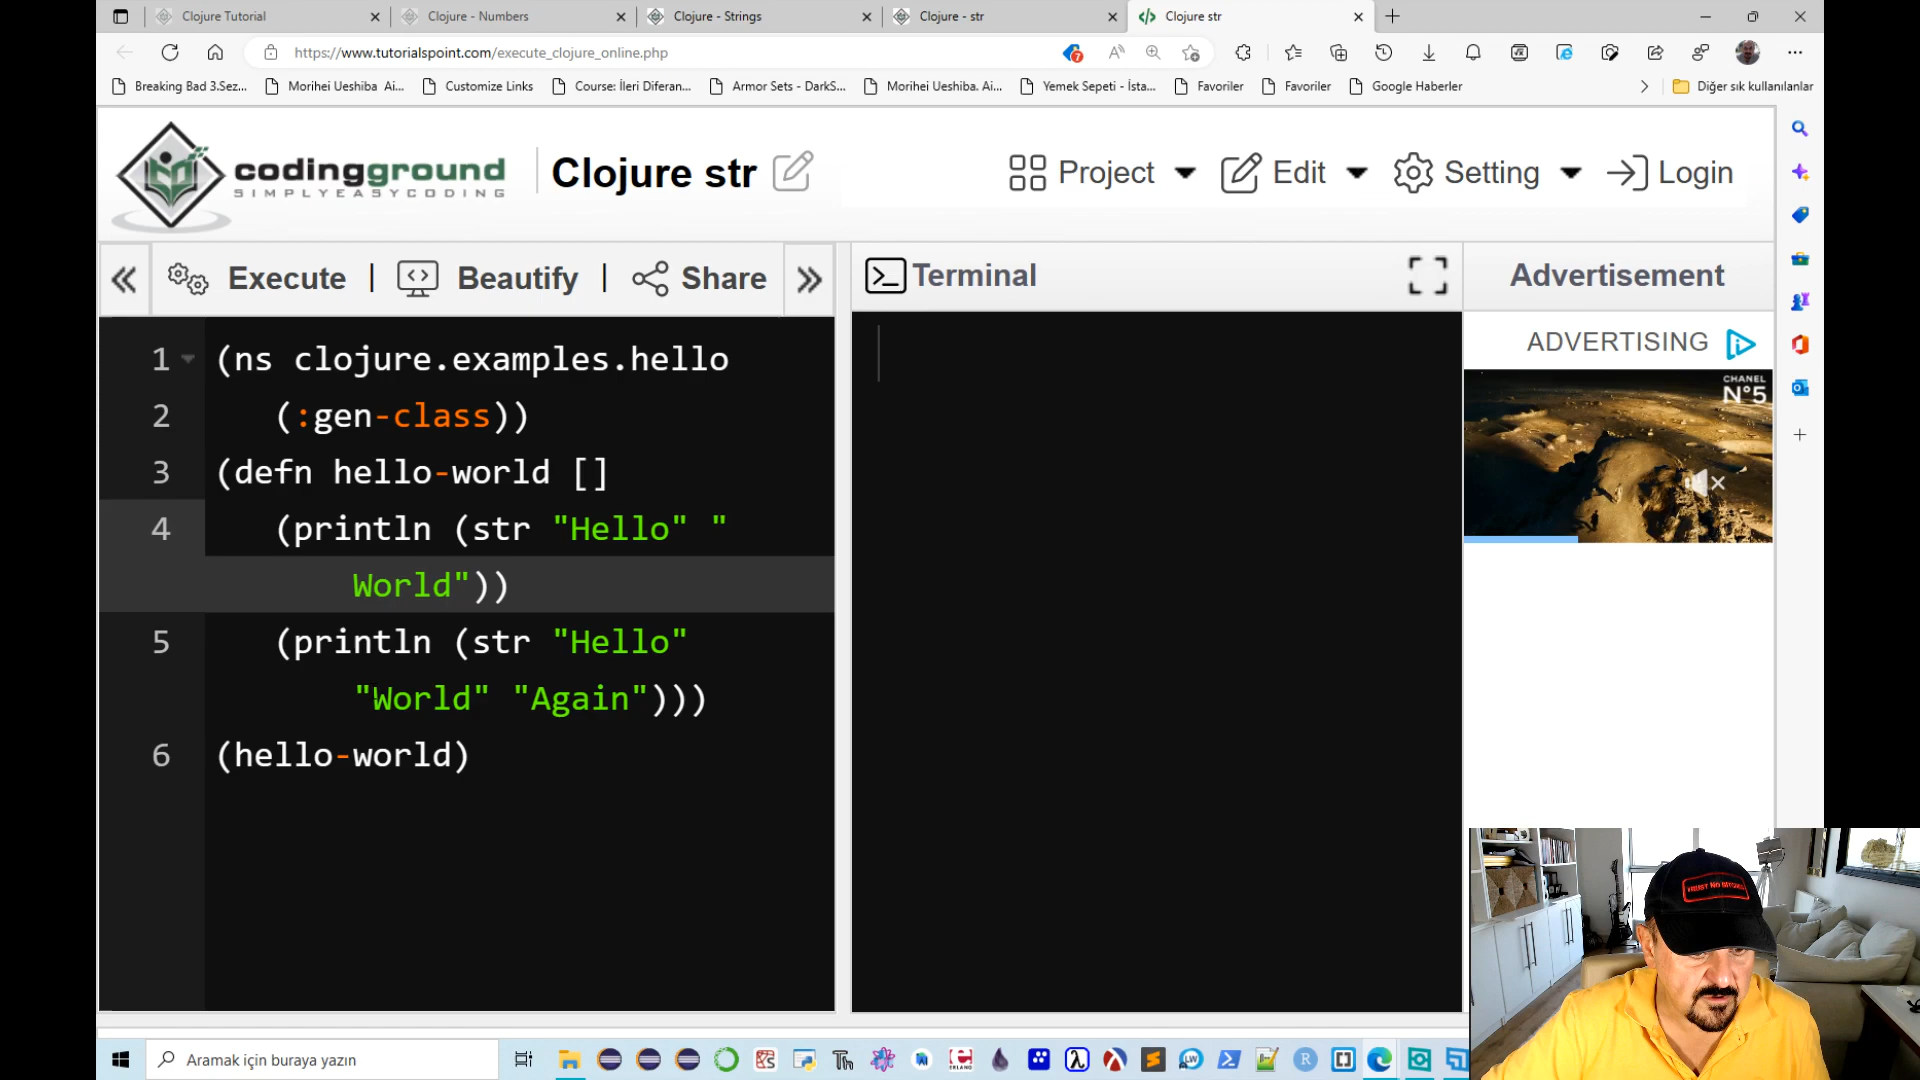 Clojure Tutorial
Clojure - Numbers
Clojure - Strings
Clojure - str
Clojure str
https://www.tutorialspoint.com/execute_clojure_online.php
Breaking Bad 3.Sez...
Morihei Ueshiba Ai...
Customize Links
Course: İleri Diferan...
Armor Sets - DarkS...
Morihei Ueshiba. Ai...
Yemek Sepeti - İsta...
Favoriler
Favoriler
Google Haberler
Diğer sık kullanılanlar
codingground
SIMPLYEASYCODING
Clojure str
Project
Edit
Setting
Login
Execute | Beautify | Share
Terminal
Advertisement
ADVERTISING
CHANEL
N°5
1 (ns clojure.examples.hello
2 (:gen-class))
3 (defn hello-world []
4 (println (str "Hello" "
World"))
5 (println (str "Hello"
"World" "Again")))
6 (hello-world)
Aramak için buraya yazın